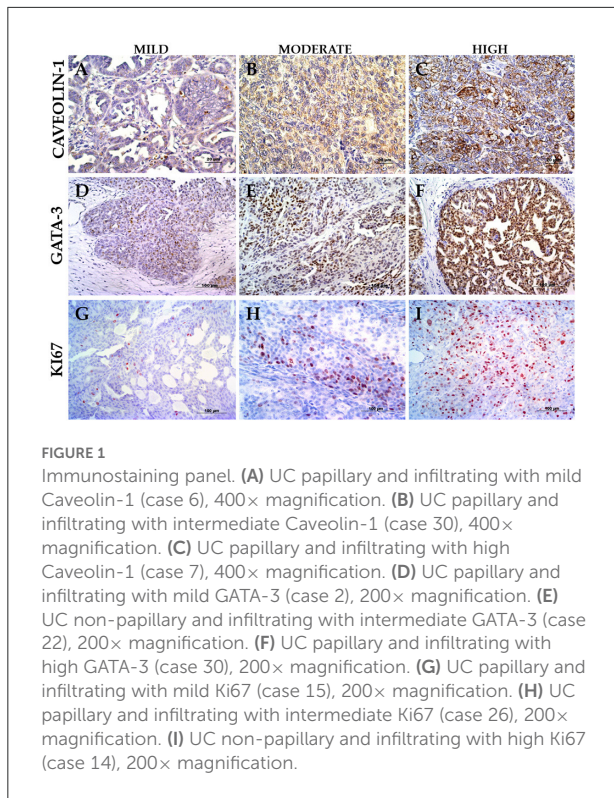 MILD MODERATE HIGH
CAVEOLIN-1
A B C
GATA-3
D E F
100 µm
KI67
G H I
100 µm 100 µm
FIGURE 1
Immunostaining panel. (A) UC papillary and infiltrating with mild
Caveolin-1 (case 6), 400× magnification. (B) UC papillary and
infiltrating with intermediate Caveolin-1 (case 30), 400×
magnification. (C) UC papillary and infiltrating with high
Caveolin-1 (case 7), 400× magnification. (D) UC papillary and
infiltrating with mild GATA-3 (case 2), 200× magnification. (E)
UC non-papillary and infiltrating with intermediate GATA-3 (case
22), 200× magnification. (F) UC papillary and infiltrating with
high GATA-3 (case 30), 200× magnification. (G) UC papillary and
infiltrating with mild Ki67 (case 15), 200× magnification. (H) UC
papillary and infiltrating with intermediate Ki67 (case 26), 200×
magnification. (I) UC non-papillary and infiltrating with high Ki67
(case 14), 200× magnification.